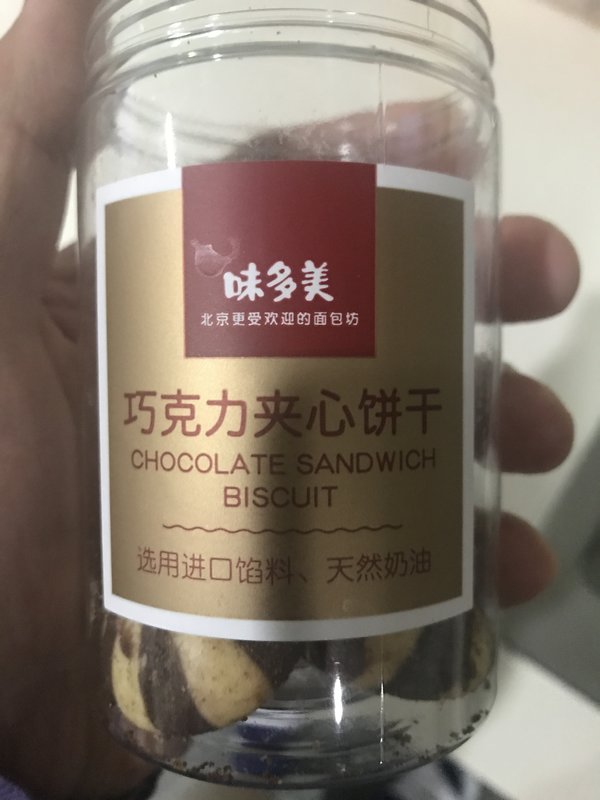 味多美
北京更受欢迎的面包坊
巧克力夹心饼干
CHOCOLATE SANDWICH
BISCUIT
选用进口馅料、天然奶油